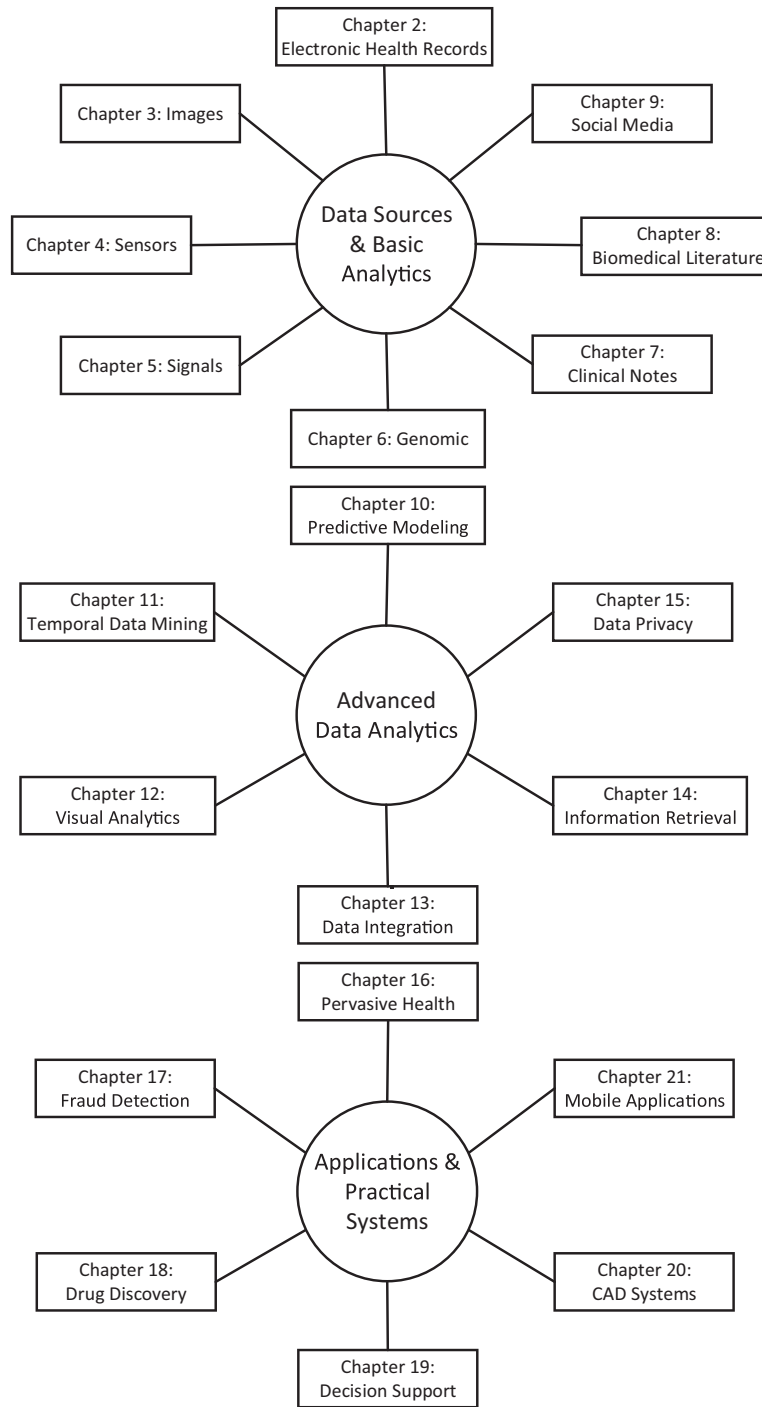 Chapter 2:
Electronic Health Records
Chapter 3: Images
Chapter 9:
Social Media
Data Sources
& Basic
Analytics
Chapter 4: Sensors
Chapter 8:
Biomedical Literature
Chapter 5: Signals
Chapter 7:
Clinical Notes
Chapter 6: Genomic
Chapter 10:
Predictive Modeling
Chapter 11:
Temporal Data Mining
Chapter 15:
Data Privacy
Advanced
Data Analytics
Chapter 12:
Visual Analytics
Chapter 14:
Information Retrieval
Chapter 13:
Data Integration
Chapter 16:
Pervasive Health
Chapter 17:
Fraud Detection
Chapter 21:
Mobile Applications
Applications &
Practical
Systems
Chapter 18:
Drug Discovery
Chapter 20:
CAD Systems
Chapter 19:
Decision Support